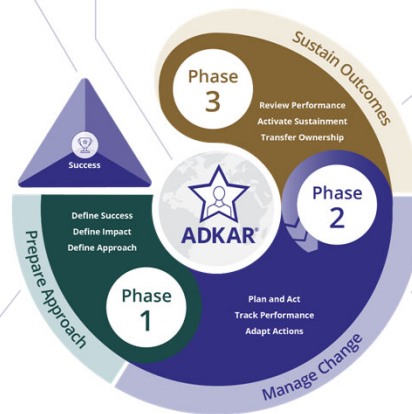 Sustain Outcomes
Phase
3
Review Performance
Activate Sustainment
Transfer Ownership
Success
ADKAR®
Phase
2
Define Success
Define Impact
Define Approach
Prepare Approach
Phase
1
Plan and Act
Track Performance
Adapt Actions
Manage Change